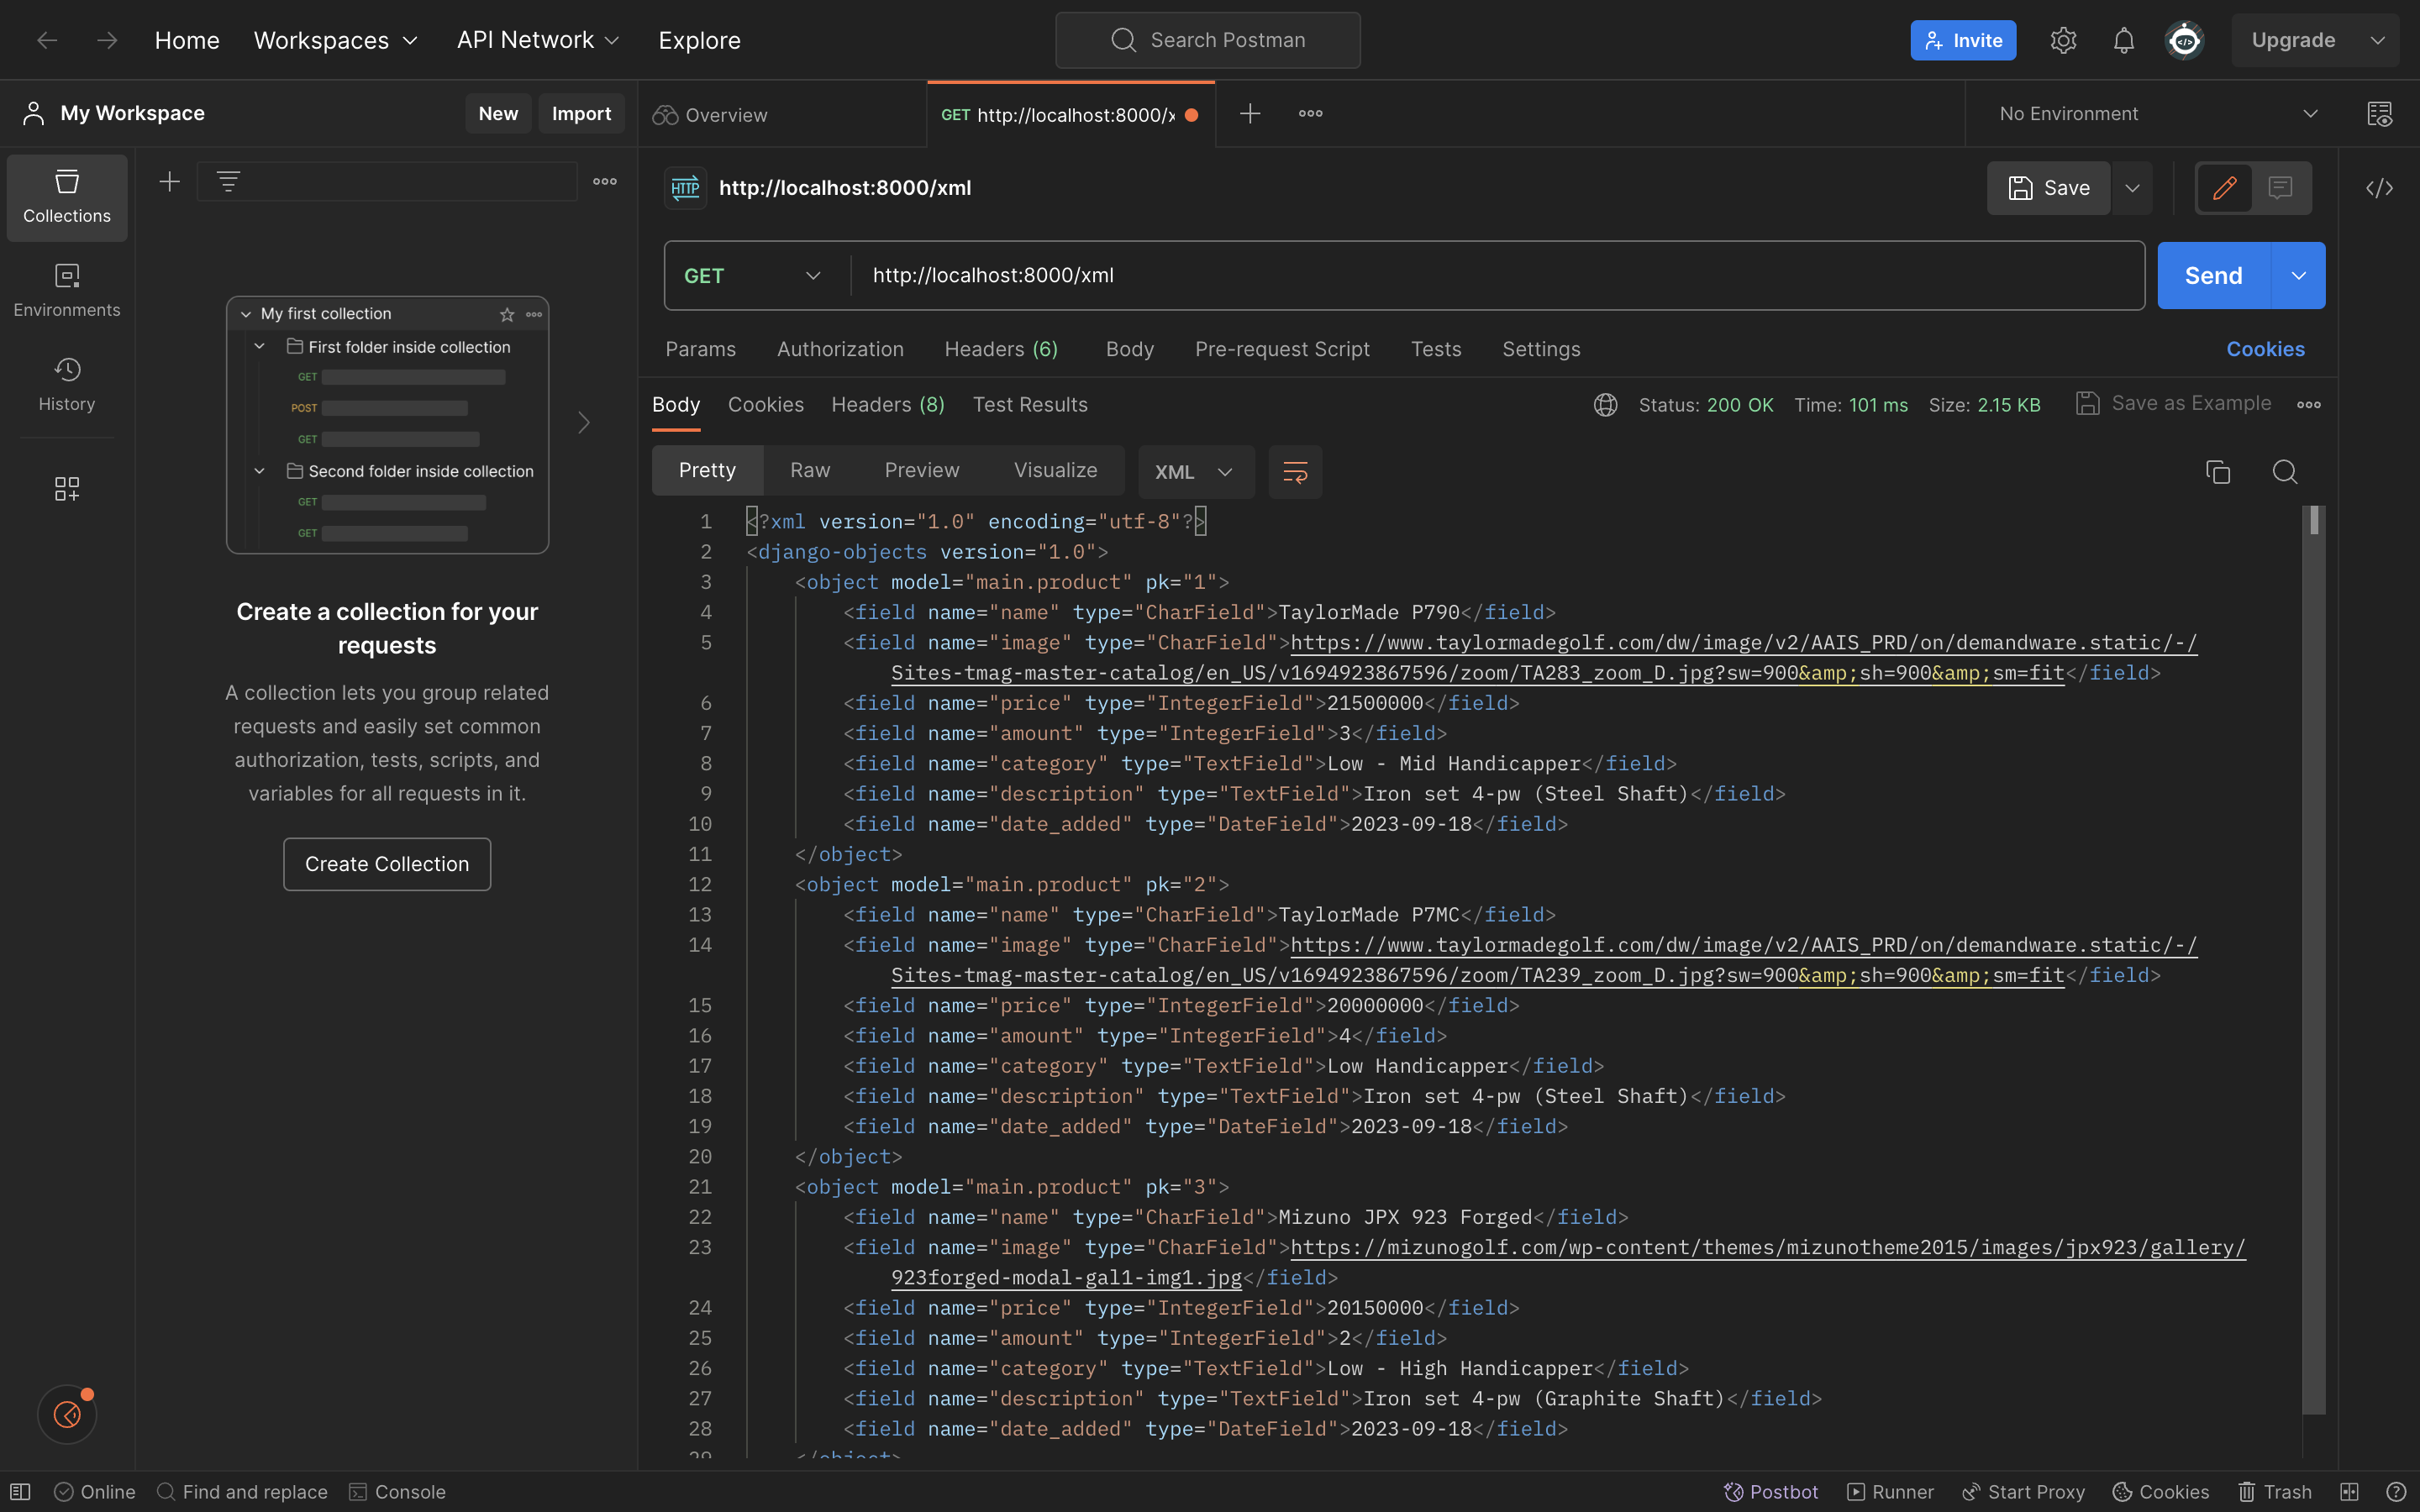 Home
Workspaces
API Network
Explore
Search Postman
Invite
Upgrade
My Workspace
New
Import
Overview
GET http://localhost:8000/x
No Environment
Collections
Environments
History
My first collection
First folder inside collection
GET
POST
GET
Second folder inside collection
GET
GET
Create a collection for your
requests
A collection lets you group related
requests and easily set common
authorization, tests, scripts, and
variables for all requests in it.
Create Collection
HTTP
http://localhost:8000/xml
Save
GET
http://localhost:8000/xml
Send
Params
Authorization
Headers (6)
Body
Pre-request Script
Tests
Settings
Cookies
Body
Cookies
Headers (8)
Test Results
Status: 200 OK
Time: 101 ms
Size: 2.15 KB
Save as Example
Pretty
Raw
Preview
Visualize
XML
1 <?xml version="1.0" encoding="utf-8"?>
2 <django-objects version="1.0">
3 <object model="main.product" pk="1">
4 <field name="name" type="CharField">TaylorMade P790</field>
5 <field name="image" type="CharField">https://www.taylormadegolf.com/dw/image/v2/AAIS_PRD/on/demandware.static/-/
Sites-tmag-master-catalog/en_US/v1694923867596/zoom/TA283_zoom_D.jpg?sw=900&amp;sh=900&amp;sm=fit</field>
6 <field name="price" type="IntegerField">21500000</field>
7 <field name="amount" type="IntegerField">3</field>
8 <field name="category" type="TextField">Low - Mid Handicapper</field>
9 <field name="description" type="TextField">Iron set 4-pw (Steel Shaft)</field>
10 <field name="date_added" type="DateField">2023-09-18</field>
11 </object>
12 <object model="main.product" pk="2">
13 <field name="name" type="CharField">TaylorMade P7MC</field>
14 <field name="image" type="CharField">https://www.taylormadegolf.com/dw/image/v2/AAIS_PRD/on/demandware.static/-/
Sites-tmag-master-catalog/en_US/v1694923867596/zoom/TA239_zoom_D.jpg?sw=900&amp;sh=900&amp;sm=fit</field>
15 <field name="price" type="IntegerField">20000000</field>
16 <field name="amount" type="IntegerField">4</field>
17 <field name="category" type="TextField">Low Handicapper</field>
18 <field name="description" type="TextField">Iron set 4-pw (Steel Shaft)</field>
19 <field name="date_added" type="DateField">2023-09-18</field>
20 </object>
21 <object model="main.product" pk="3">
22 <field name="name" type="CharField">Mizuno JPX 923 Forged</field>
23 <field name="image" type="CharField">https://mizunogolf.com/wp-content/themes/mizunotheme2015/images/jpx923/gallery/
923forged-modal-gal1-img1.jpg</field>
24 <field name="price" type="IntegerField">20150000</field>
25 <field name="amount" type="IntegerField">2</field>
26 <field name="category" type="TextField">Low - High Handicapper</field>
27 <field name="description" type="TextField">Iron set 4-pw (Graphite Shaft)</field>
28 <field name="date_added" type="DateField">2023-09-18</field>
29 </object>
Online
Find and replace
Console
Postbot
Runner
Start Proxy
Cookies
Trash